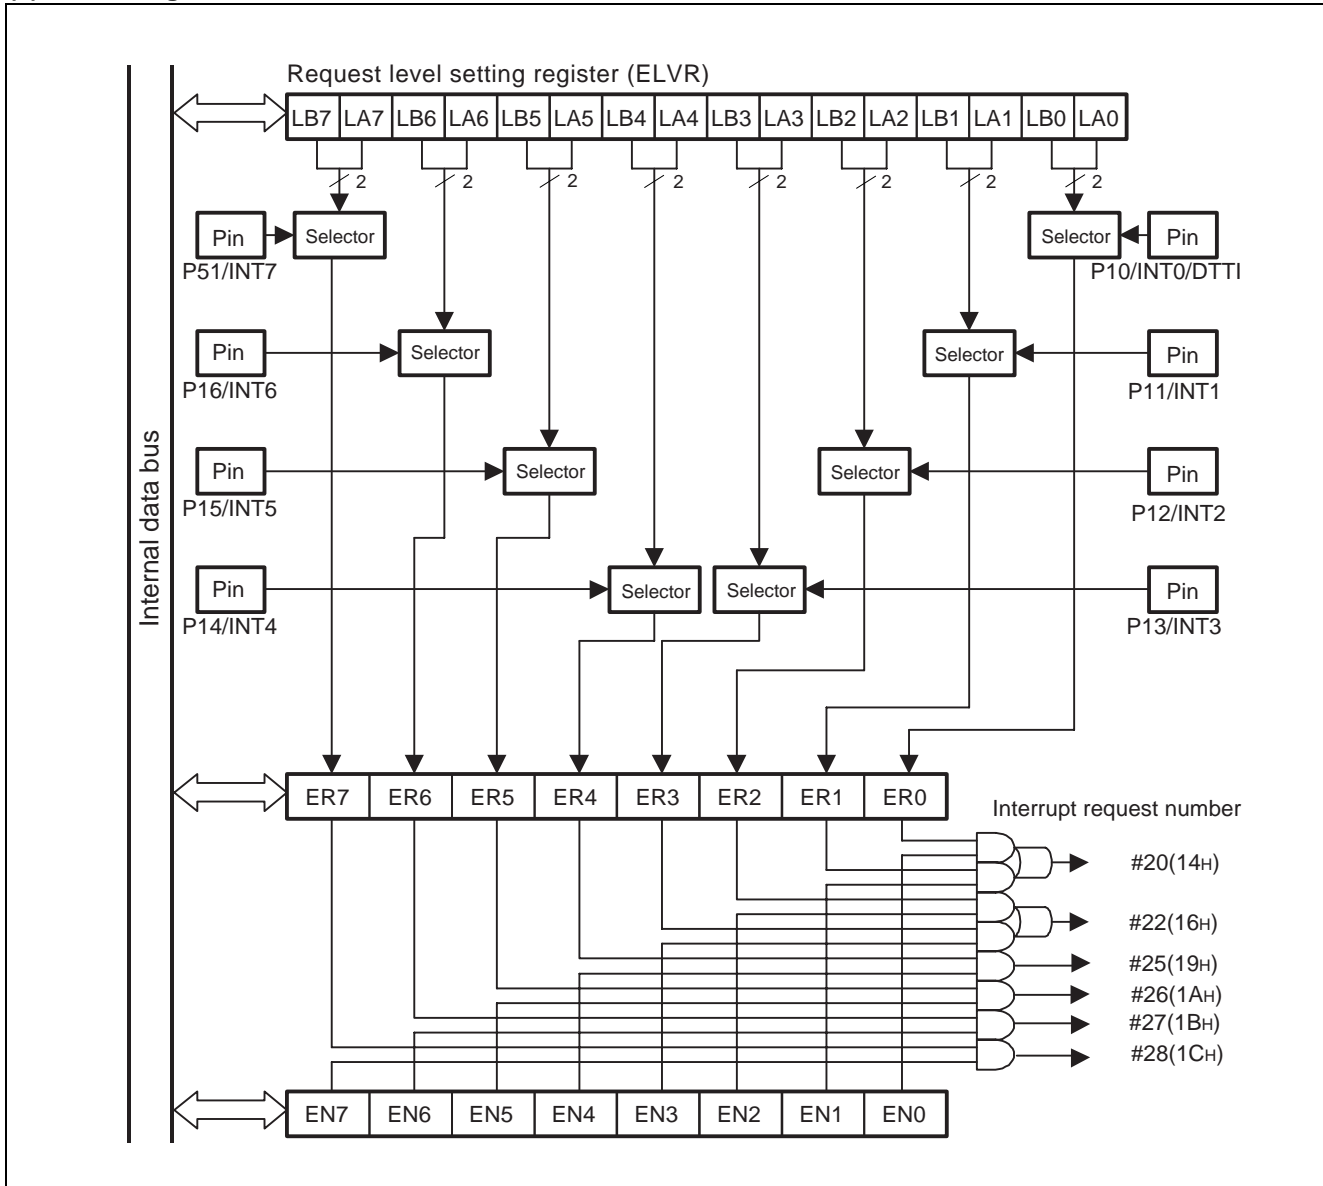 Request level setting register (ELVR)
LB7 LA7 LB6 LA6 LB5 LA5 LB4 LA4 LB3 LA3 LB2 LA2 LB1 LA1 LB0 LA0
2 2 2 2 2 2 2 2
Pin Selector Selector Pin
P51/INT7 P10/INT0/DTTI
Pin Selector Selector Pin
P16/INT6 P11/INT1
Pin Selector Selector Pin
P15/INT5 P12/INT2
Pin Selector Selector Pin
P14/INT4 P13/INT3
Internal data bus
ER7 ER6 ER5 ER4 ER3 ER2 ER1 ER0
Interrupt request number
#20(14H)
#22(16H)
#25(19H)
#26(1AH)
#27(1BH)
#28(1CH)
EN7 EN6 EN5 EN4 EN3 EN2 EN1 EN0